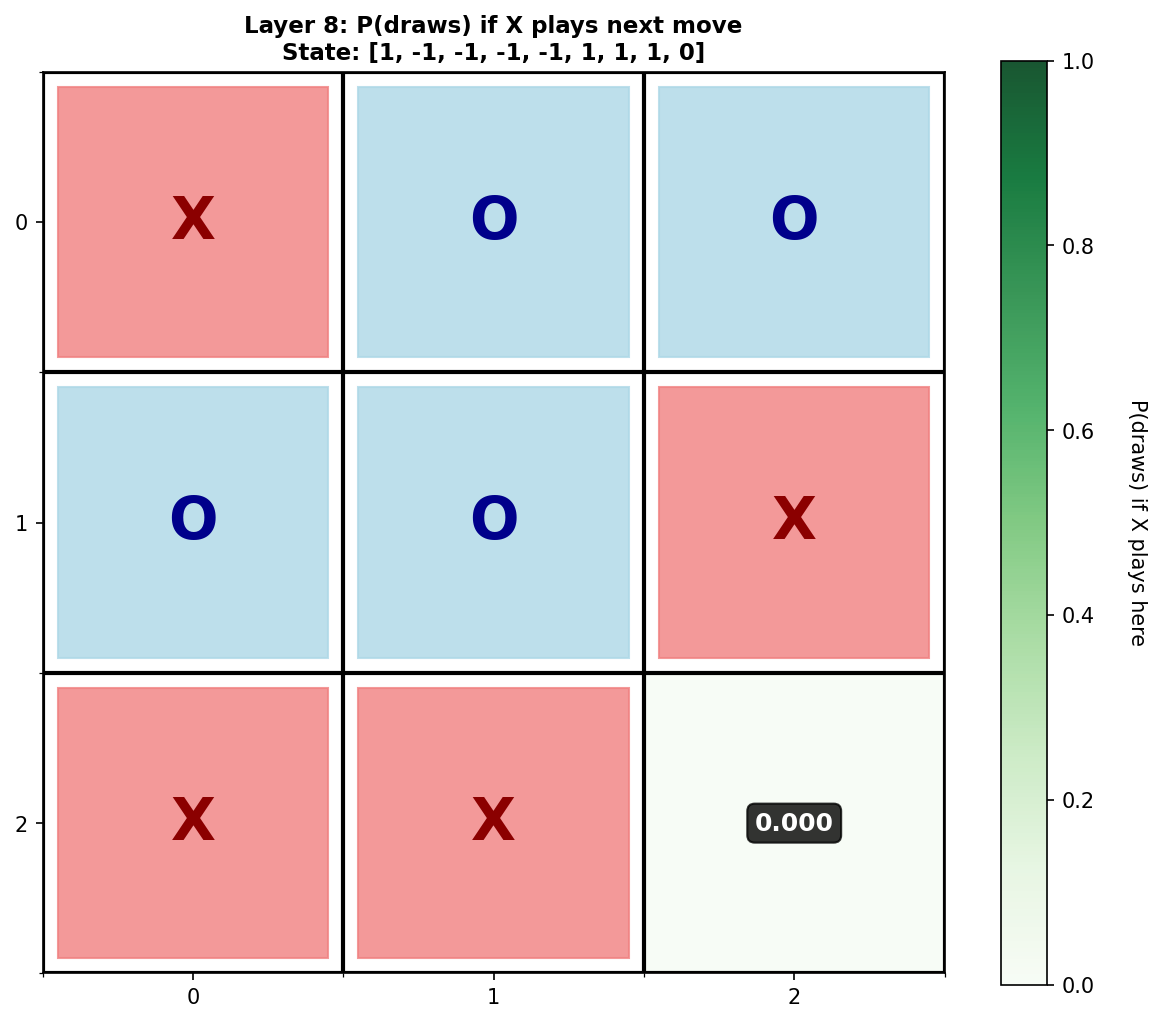 Layer 8: P(draws) if X plays next move
State: [1, -1, -1, -1, -1, 1, 1, 1, 0]
0
X
O
O
1
O
O
X
2
X
X
0.000
0
1
2
1.0
0.8
0.6
0.4
0.2
0.0
P(draws) if X plays here